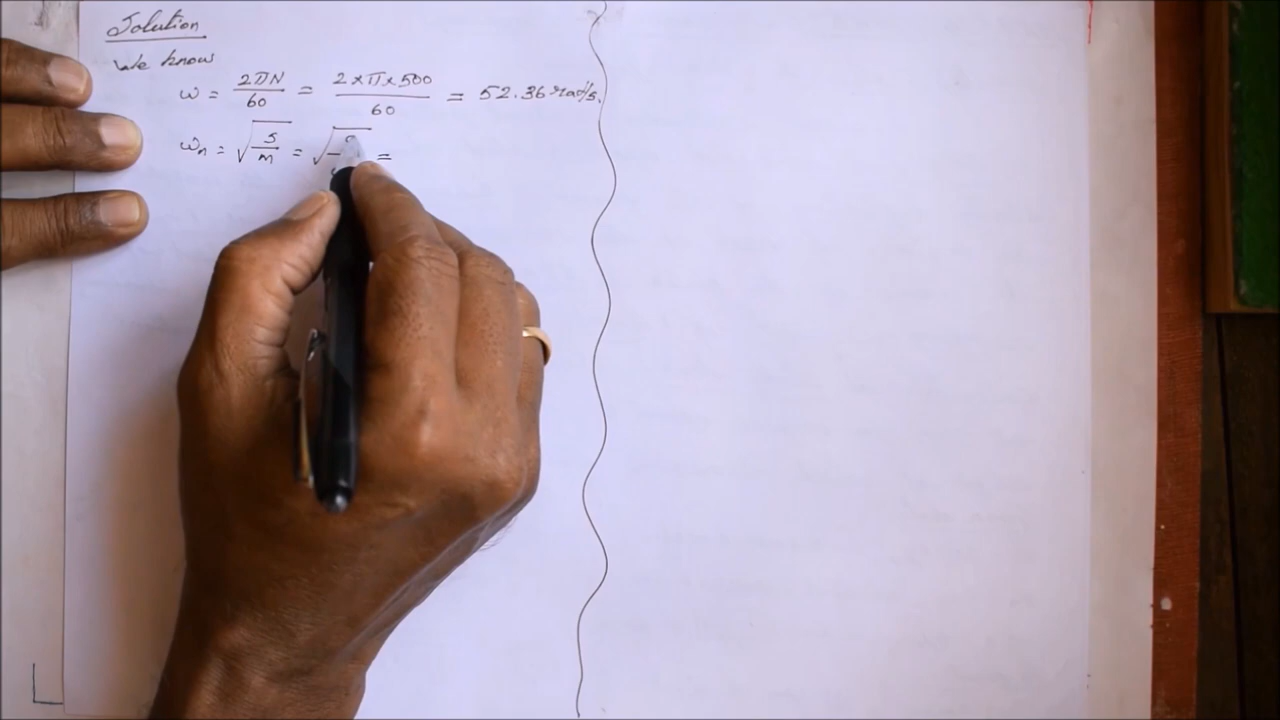 Solution
We know
ω = 2πN/60 = 2×π×500/60 = 52.36 rad/s.
ωn = √(s/m) = √ =